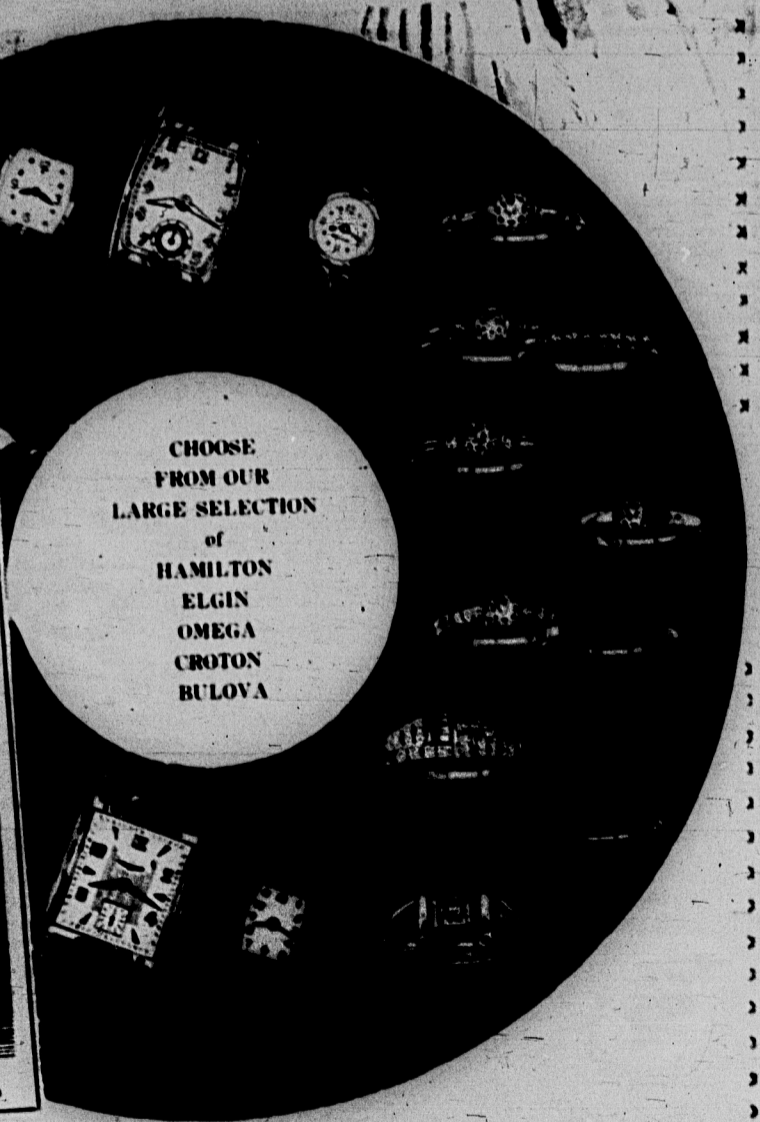 CHOOSE
FROM OUR
LARGE SELECTION
of
HAMILTON
ELGIN
OMEGA
CROTON
BULOVA